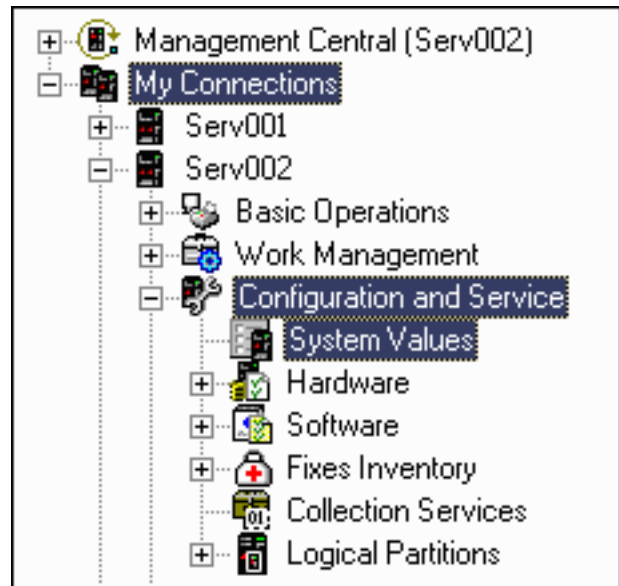 Management Central (Serv002)
My Connections
Serv001
Serv002
Basic Operations
Work Management
Configuration and Service
System Values
Hardware
Software
Fixes Inventory
Collection Services
Logical Partitions